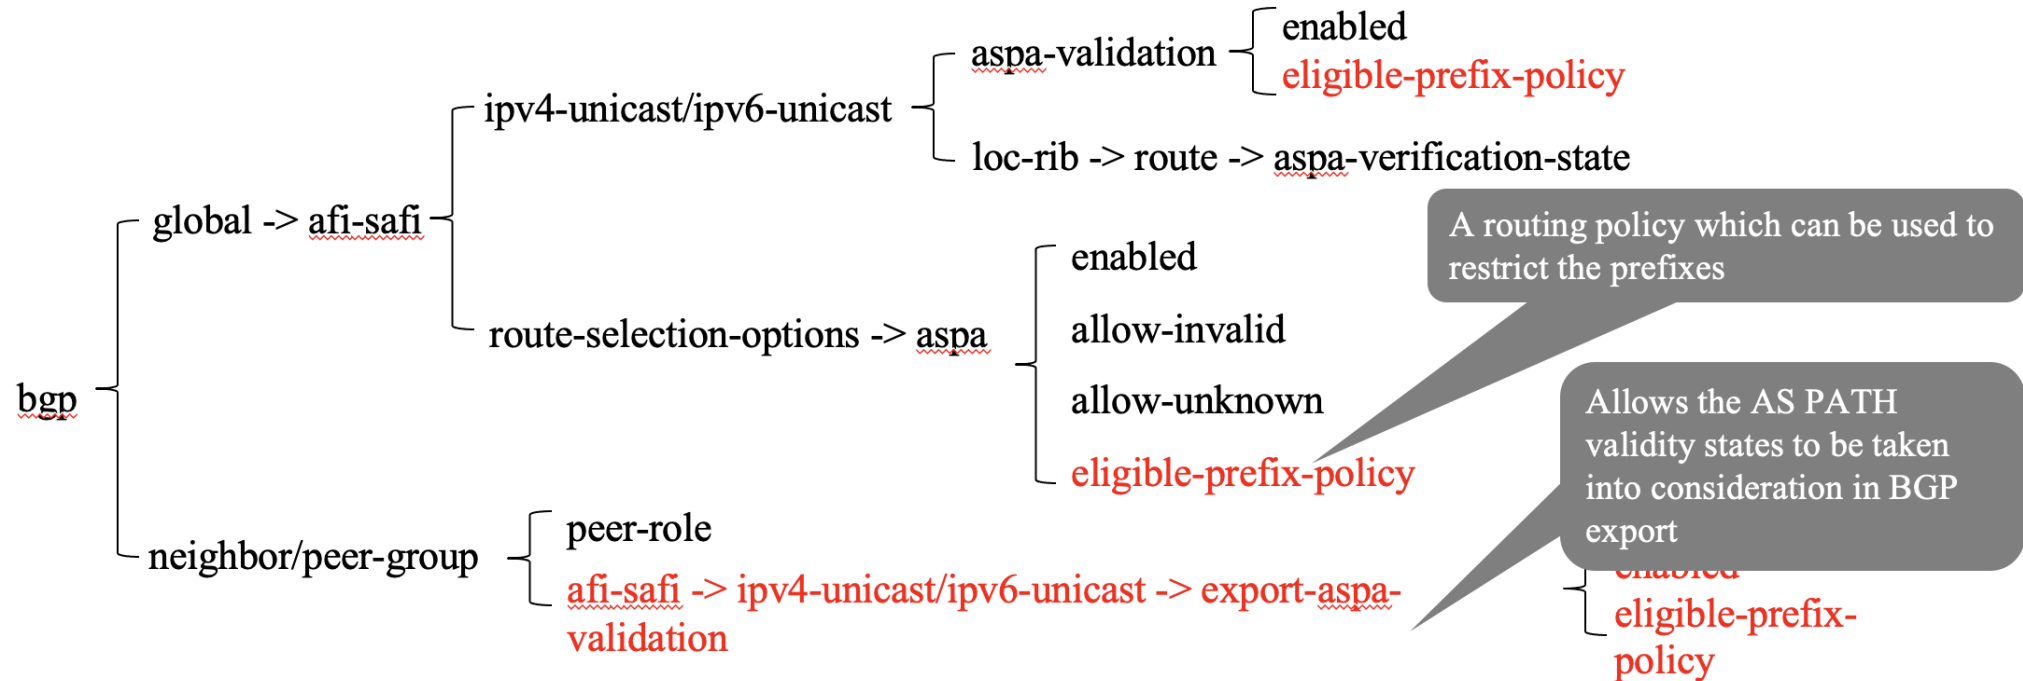 enabled
aspa-validation
eligible-prefix-policy
ipv4-unicast/ipv6-unicast
loc-rib -> route -> aspa-verification-state
global -> afi-safi
A routing policy which can be used to
restrict the prefixes
enabled
allow-invalid
route-selection-options -> aspa
allow-unknown
eligible-prefix-policy
bgp
Allows the AS PATH
validity states to be taken
into consideration in BGP
export
neighbor/peer-group
peer-role
afi-safi -> ipv4-unicast/ipv6-unicast -> export-aspa-
validation
eligible-prefix-
policy